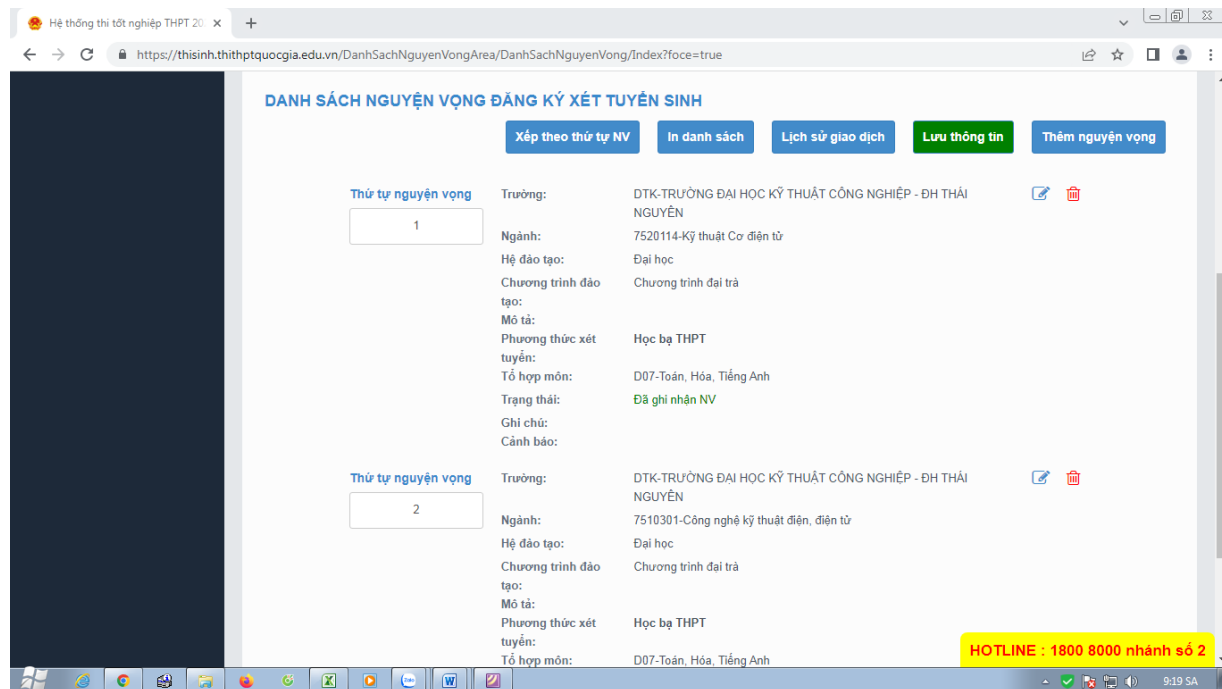 Hệ thống thi tốt nghiệp THPT 20
https://thisinh.thithptquocgia.edu.vn/DanhSachNguyenVongArea/DanhSachNguyenVong/Index?foce=true
DANH SÁCH NGUYỆN VỌNG ĐĂNG KÝ XÉT TUYỂN SINH
Xếp theo thứ tự NV In danh sách Lịch sử giao dịch Lưu thông tin Thêm nguyện vọng
Thứ tự nguyện vọng Trường: DTK-TRƯỜNG ĐẠI HỌC KỸ THUẬT CÔNG NGHIỆP - ĐH THÁI
NGUYÊN
1
Ngành: 7520114-Kỹ thuật Cơ điện tử
Hệ đào tạo: Đại học
Chương trình đào Chương trình đại trà
tạo:
Mô tả:
Phương thức xét Học bạ THPT
tuyển:
Tổ hợp môn: D07-Toán, Hóa, Tiếng Anh
Trạng thái: Đã ghi nhận NV
Ghi chú:
Cảnh báo:
Thứ tự nguyện vọng Trường: DTK-TRƯỜNG ĐẠI HỌC KỸ THUẬT CÔNG NGHIỆP - ĐH THÁI
NGUYÊN
2
Ngành: 7510301-Công nghệ kỹ thuật điện, điện tử
Hệ đào tạo: Đại học
Chương trình đào Chương trình đại trà
tạo:
Mô tả:
Phương thức xét Học bạ THPT
tuyển:
Tổ hợp môn: D07-Toán, Hóa, Tiếng Anh
HOTLINE : 1800 8000 nhánh số 2
9:19 SA